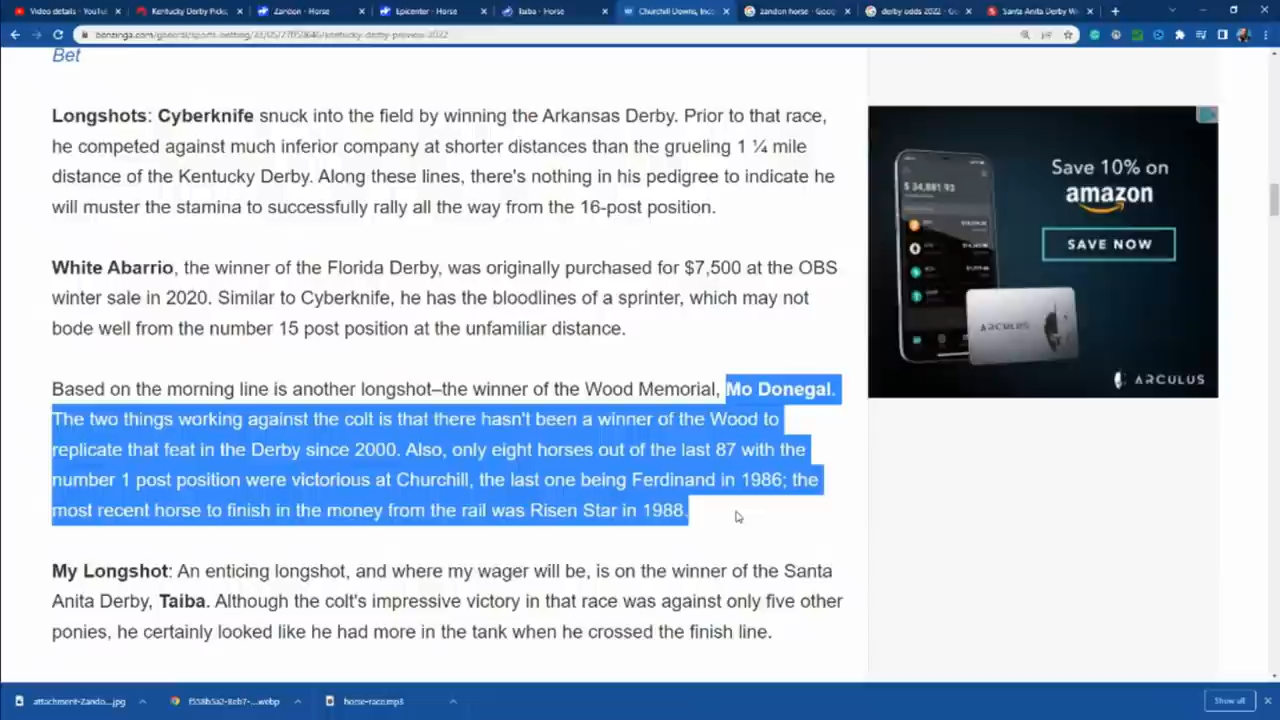 Video details - YouTu
Kentucky Derby Picks,
Zandon - Horse
Epicenter - Horse
Taiba - Horse
Churchill Downs, Inc
zandon horse - Goog
derby odds 2022 - G
Santa Anita Derby W
Bet
Longshots: Cyberknife snuck into the field by winning the Arkansas Derby. Prior to that race,
he competed against much inferior company at shorter distances than the grueling 1 ¼ mile
distance of the Kentucky Derby. Along these lines, there's nothing in his pedigree to indicate he
will muster the stamina to successfully rally all the way from the 16-post position.
White Abarrio, the winner of the Florida Derby, was originally purchased for $7,500 at the OBS
winter sale in 2020. Similar to Cyberknife, he has the bloodlines of a sprinter, which may not
bode well from the number 15 post position at the unfamiliar distance.
Based on the morning line is another longshot–the winner of the Wood Memorial, Mo Donegal.
The two things working against the colt is that there hasn't been a winner of the Wood to
replicate that feat in the Derby since 2000. Also, only eight horses out of the last 87 with the
number 1 post position were victorious at Churchill, the last one being Ferdinand in 1986; the
most recent horse to finish in the money from the rail was Risen Star in 1988.
My Longshot: An enticing longshot, and where my wager will be, is on the winner of the Santa
Anita Derby, Taiba. Although the colt's impressive victory in that race was against only five other
ponies, he certainly looked like he had more in the tank when he crossed the finish line.
$ 34,881.93
Save 10% on
amazon
SAVE NOW
ARCULUS
ARCULUS
attachment-Zando....jpg
horse-race.mp3
Show all